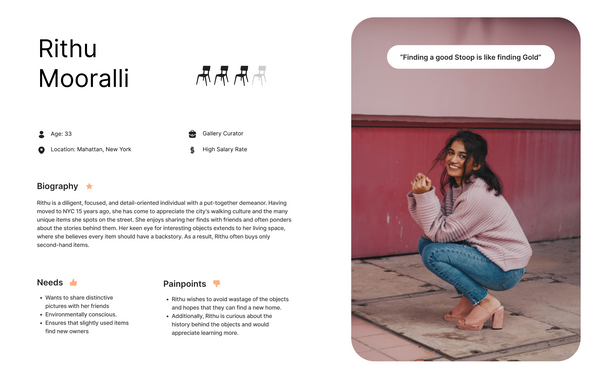 Rithu
Mooralli
Age: 33
Gallery Curator
Location: Mahattan, New York
High Salary Rate
Biography
Rithu is a dilligent, focused, and detail-oriented individual with a put-together demeanor. Having
moved to NYC 15 years ago, she has come to appreciate the city's walking culture and the many
unique items she spots on the street. She enjoys sharing her finds with friends and often ponders
about the stories behind them. Her keen eye for interesting objects extends to her living space,
where she believes every item should have a backstory. As a result, Rithu often buys only
second-hand items.
Needs
• Wants to share distinctive
pictures with her friends
• Environmentally conscious.
• Ensures that slightly used items
find new owners
Painpoints
• Rithu wishes to avoid wastage of the objects
and hopes that they can find a new home.
• Additionally, Rithu is curious about the
history behind the objects and would
appreciate learning more.
“Finding a good Stoop is like finding Gold”